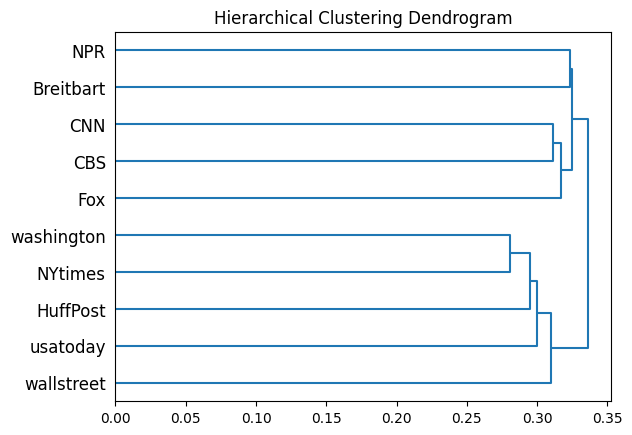 Hierarchical Clustering Dendrogram
NPR
Breitbart
CNN
CBS
Fox
washington
NYtimes
HuffPost
usatoday
wallstreet
0.00 0.05 0.10 0.15 0.20 0.25 0.30 0.35